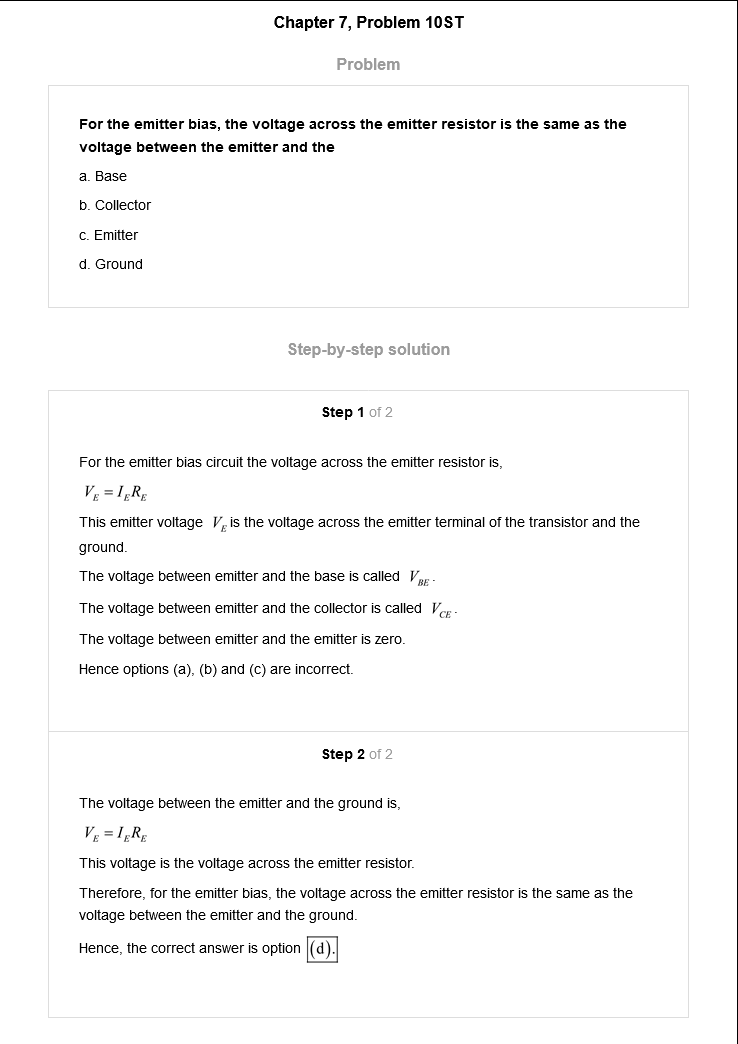 Chapter 7, Problem 10ST
Problem
For the emitter bias, the voltage across the emitter resistor is the same as the
voltage between the emitter and the
a. Base
b. Collector
c. Emitter
d. Ground
Step-by-step solution
Step 1 of 2
For the emitter bias circuit the voltage across the emitter resistor is,
V_E = I_E R_E
This emitter voltage V_E is the voltage across the emitter terminal of the transistor and the
ground.
The voltage between emitter and the base is called V_BE.
The voltage between emitter and the collector is called V_CE.
The voltage between emitter and the emitter is zero.
Hence options (a), (b) and (c) are incorrect.
Step 2 of 2
The voltage between the emitter and the ground is,
V_E = I_E R_E
This voltage is the voltage across the emitter resistor.
Therefore, for the emitter bias, the voltage across the emitter resistor is the same as the
voltage between the emitter and the ground.
Hence, the correct answer is option (d).